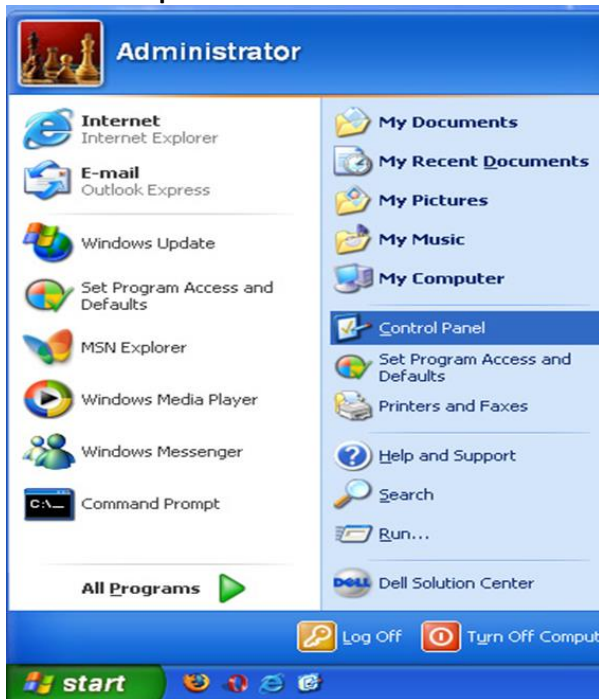 Administrator
Internet
Internet Explorer
E-mail
Outlook Express
Windows Update
Set Program Access and
Defaults
MSN Explorer
Windows Media Player
Windows Messenger
Command Prompt
All Programs
My Documents
My Recent Documents
My Pictures
My Music
My Computer
Control Panel
Set Program Access and
Defaults
Printers and Faxes
Help and Support
Search
Run...
DELL Dell Solution Center
Log Off
Turn Off Comput
start